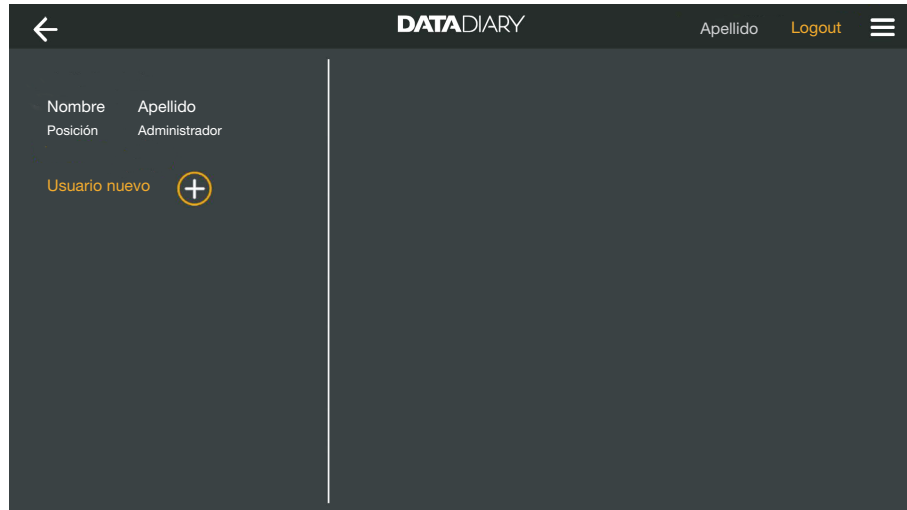 DATADIARY
Apellido Logout
Nombre Apellido
Posición Administrador
Usuario nuevo